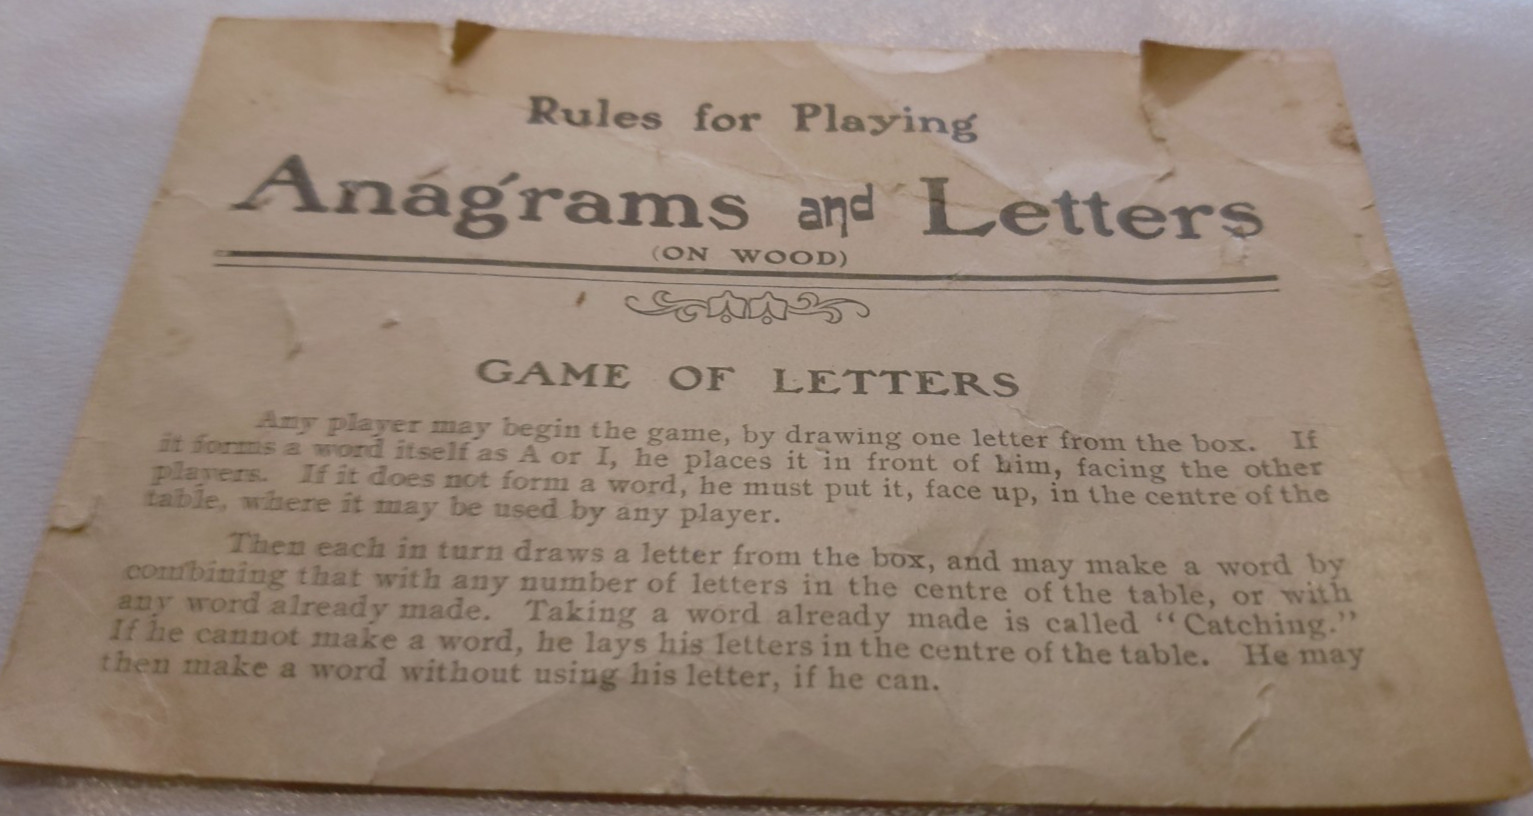 Rules for Playing
Anagrams and Letters
(ON WOOD)
GAME OF LETTERS
Any player may begin the game, by drawing one letter from the box. If
it forms a word itself as A or I, he places it in front of him, facing the other
players. If it does not form a word, he must put it, face up, in the centre of the
table, where it may be used by any player.
Then each in turn draws a letter from the box, and may make a word by
combining that with any number of letters in the centre of the table, or with
any word already made. Taking a word already made is called "Catching."
If he cannot make a word, he lays his letters in the centre of the table. He may
then make a word without using his letter, if he can.